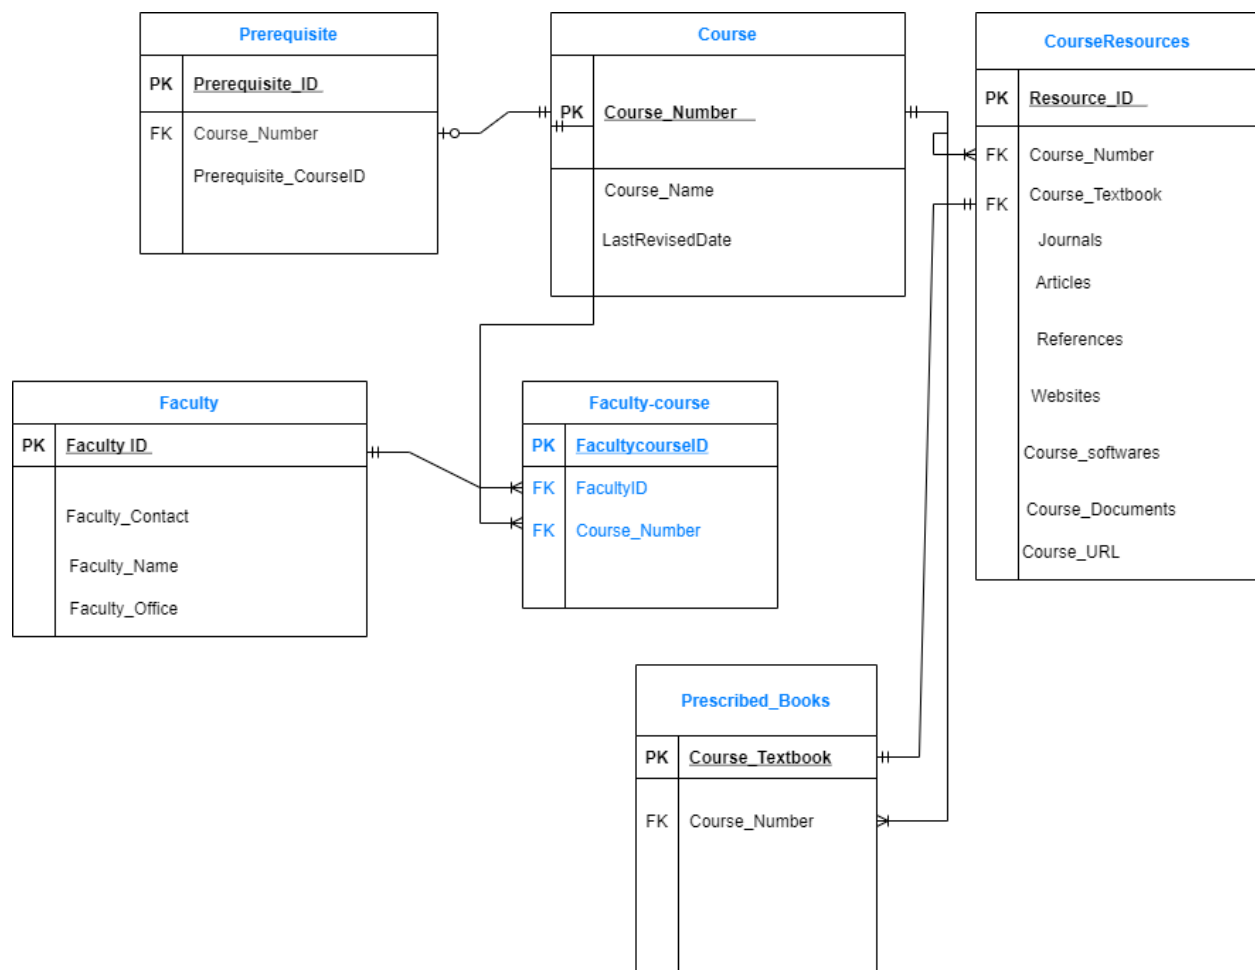 Prerequisite
PK Prerequisite_ID
FK Course_Number
Prerequisite_CourseID
Course
PK Course_Number
Course_Name
LastRevisedDate
CourseResources
PK Resource_ID
FK Course_Number
FK Course_Textbook
Journals
Articles
References
Websites
Course_softwares
Course_Documents
Course_URL
Faculty
PK Faculty ID
Faculty_Contact
Faculty_Name
Faculty_Office
Faculty-course
PK FacultycourseID
FK FacultyID
FK Course_Number
Prescribed_Books
PK Course_Textbook
FK Course_Number